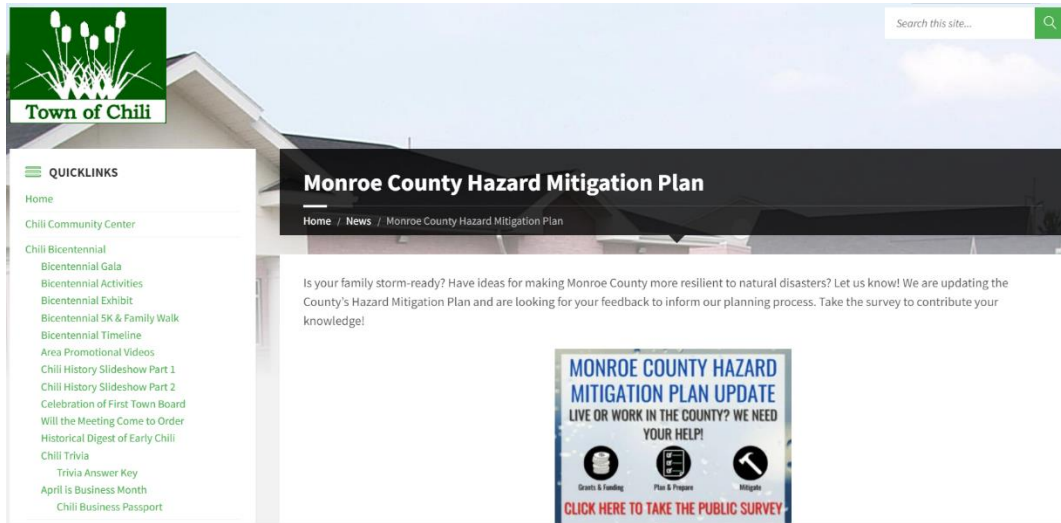 Town of Chili
Search this site...
QUICKLINKS
Home
Chili Community Center
Chili Bicentennial
Bicentennial Gala
Bicentennial Activities
Bicentennial Exhibit
Bicentennial 5K & Family Walk
Bicentennial Timeline
Area Promotional Videos
Chili History Slideshow Part 1
Chili History Slideshow Part 2
Celebration of First Town Board
Will the Meeting Come to Order
Historical Digest of Early Chili
Chili Trivia
Trivia Answer Key
April is Business Month
Chili Business Passport
Monroe County Hazard Mitigation Plan
Home / News / Monroe County Hazard Mitigation Plan
Is your family storm-ready? Have ideas for making Monroe County more resilient to natural disasters? Let us know! We are updating the
County's Hazard Mitigation Plan and are looking for your feedback to inform our planning process. Take the survey to contribute your
knowledge!
MONROE COUNTY HAZARD
MITIGATION PLAN UPDATE
LIVE OR WORK IN THE COUNTY? WE NEED
YOUR HELP!
Grants & Funding Plan & Prepare Mitigate
CLICK HERE TO TAKE THE PUBLIC SURVEY